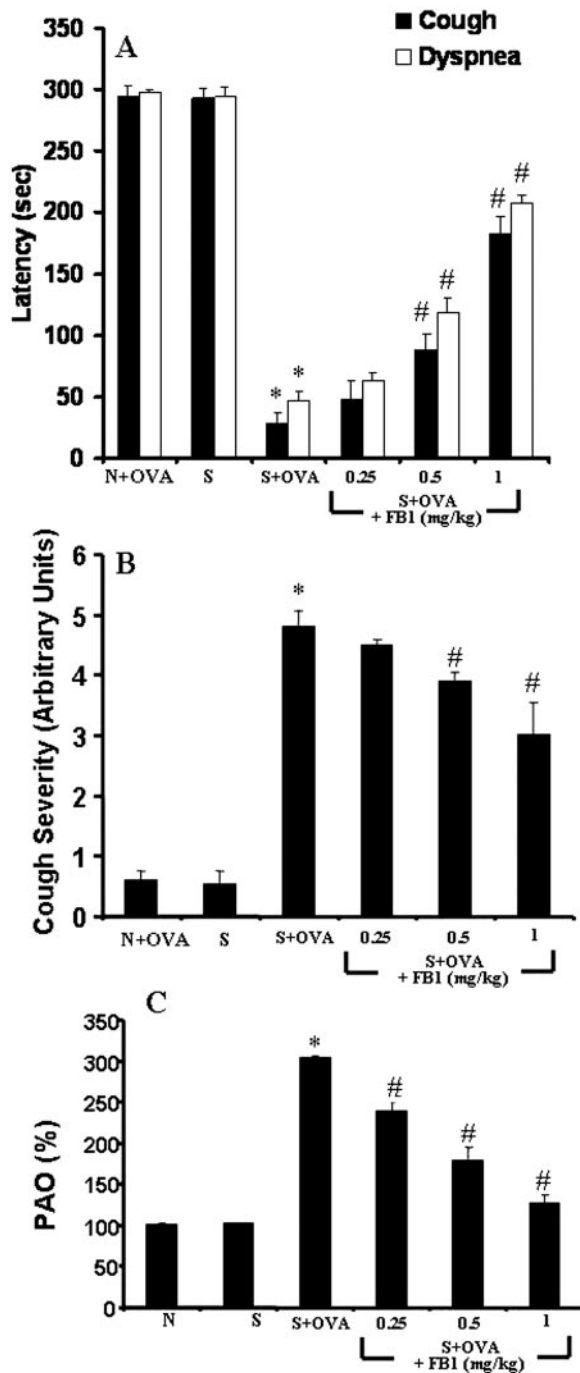 A
Cough
Dyspnea
Latency (sec)
350
300
250
200
150
100
50
0
* * # # # #
N+OVA S S+OVA 0.25 0.5 1
S+OVA
+ FB1 (mg/kg)
B
Cough Severity (Arbitrary Units)
6
5
4
3
2
1
0
* # #
N+OVA S S+OVA 0.25 0.5 1
S+OVA
+ FB1 (mg/kg)
C
PAO (%)
350
300
250
200
150
100
50
0
* # # #
N S S+OVA 0.25 0.5 1
S+OVA
+ FB1 (mg/kg)